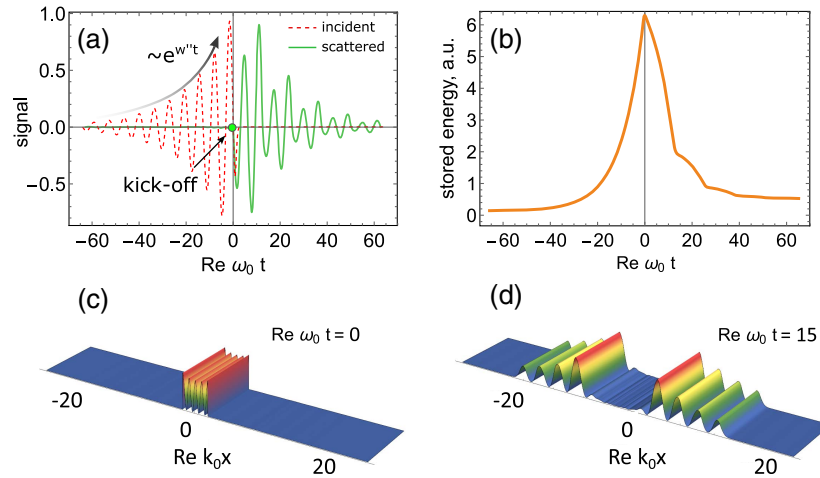 (a)
~e^{w''t}
incident
scattered
kick-off
signal
1.0
0.5
0.0
−0.5
−60 −40 −20 0 20 40 60
Re ω₀ t
(b)
stored energy, a.u.
6
5
4
3
2
1
0
−60 −40 −20 0 20 40 60
Re ω₀ t
(c)
Re ω₀ t = 0
-20
0
20
Re k₀x
(d)
Re ω₀ t = 15
-20
0
20
Re k₀x